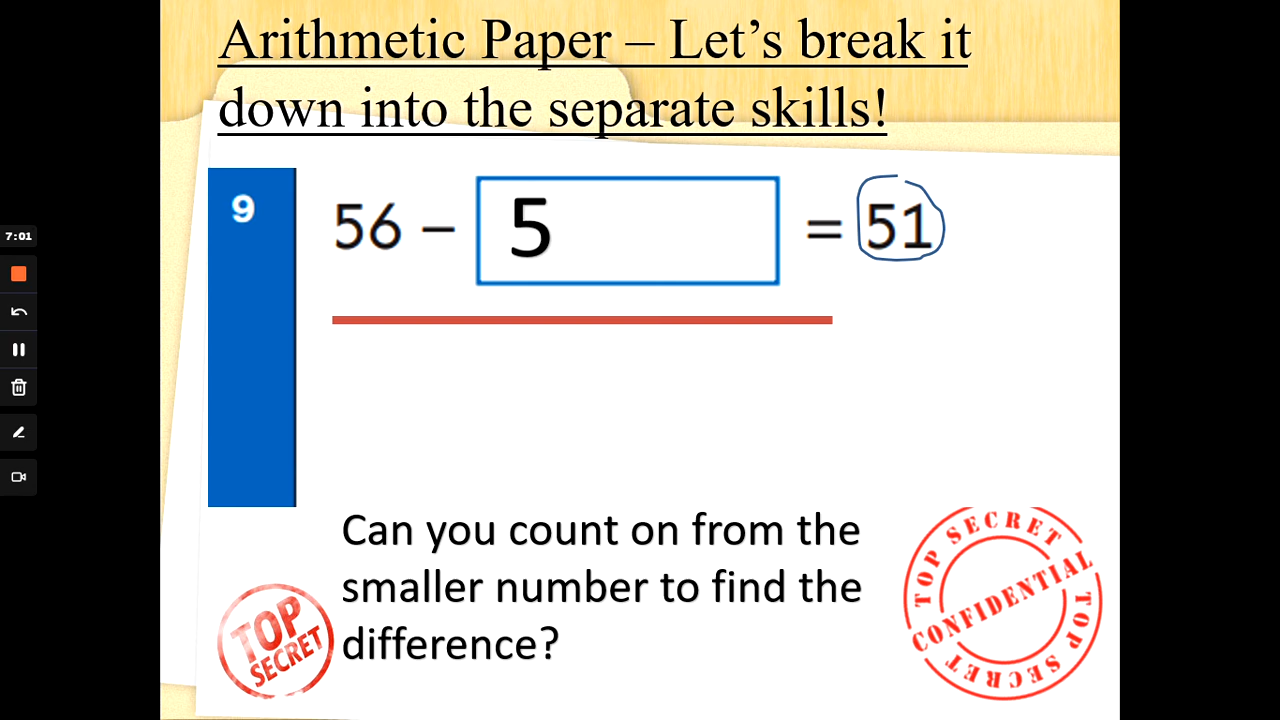 Arithmetic Paper – Let’s break it
down into the separate skills!
9
56 – 5 = 51
7:01
Can you count on from the
smaller number to find the
difference?
TOP
SECRET
TOP SECRET
CONFIDENTIAL
TOP SECRET